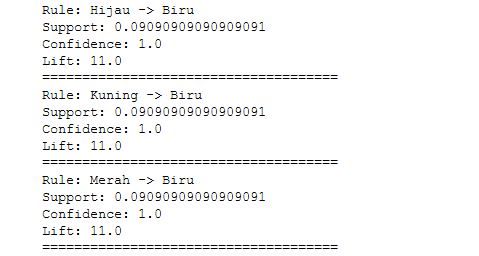 Rule: Hijau -> Biru
Support: 0.09090909090909091
Confidence: 1.0
Lift: 11.0
=====================================
Rule: Kuning -> Biru
Support: 0.09090909090909091
Confidence: 1.0
Lift: 11.0
=====================================
Rule: Merah -> Biru
Support: 0.09090909090909091
Confidence: 1.0
Lift: 11.0
=====================================